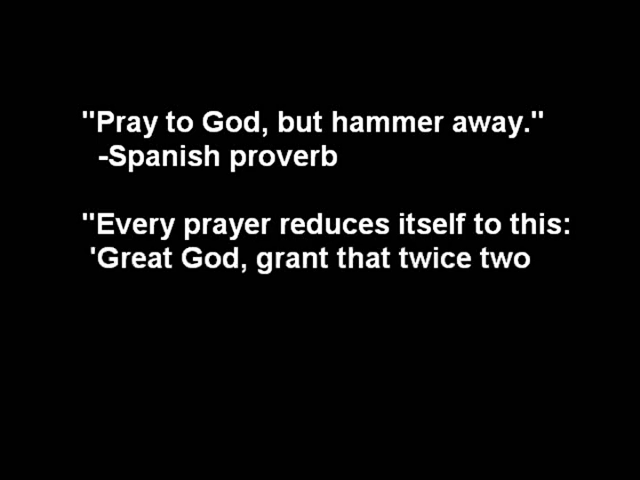 "Pray to God, but hammer away."
-Spanish proverb
"Every prayer reduces itself to this:
'Great God, grant that twice two